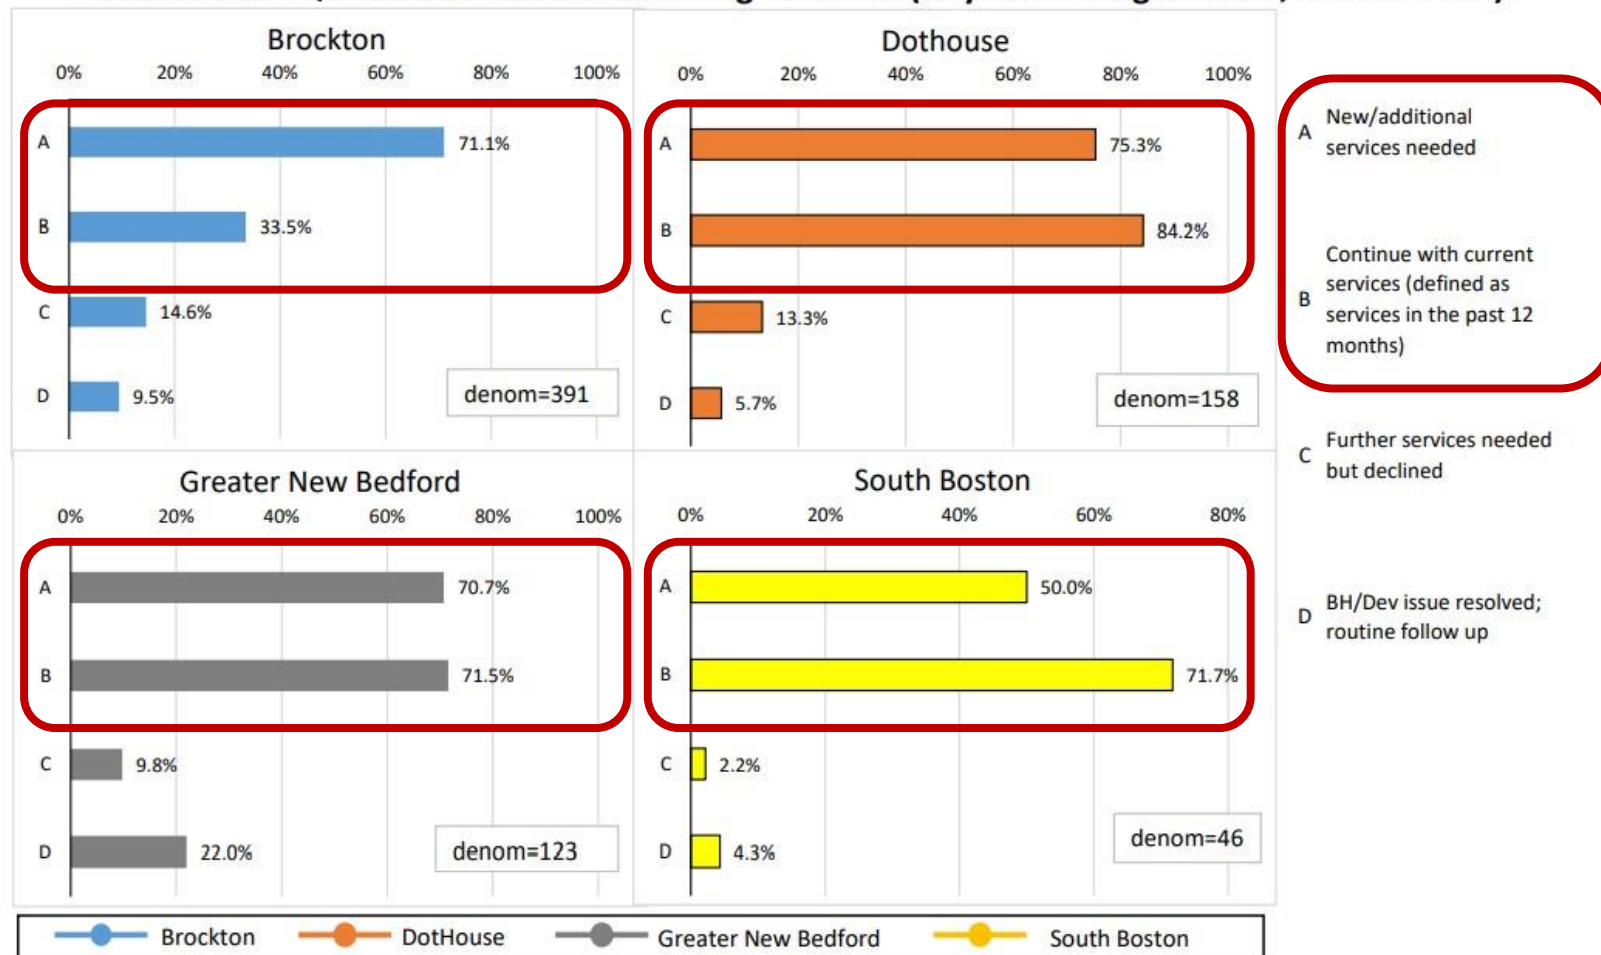 Brockton
0% 20% 40% 60% 80% 100%
A 71.1%
B 33.5%
C 14.6%
D 9.5%
denom=391
Dothouse
0% 20% 40% 60% 80% 100%
A 75.3%
B 84.2%
C 13.3%
D 5.7%
denom=158
Greater New Bedford
0% 20% 40% 60% 80% 100%
A 70.7%
B 71.5%
C 9.8%
D 22.0%
denom=123
South Boston
0% 20% 40% 60% 80%
A 50.0%
B 71.7%
C 2.2%
D 4.3%
denom=46
A New/additional
services needed
Continue with current
services (defined as
B services in the past 12
months)
C Further services needed
but declined
D BH/Dev issue resolved;
routine follow up
Brockton DotHouse Greater New Bedford South Boston